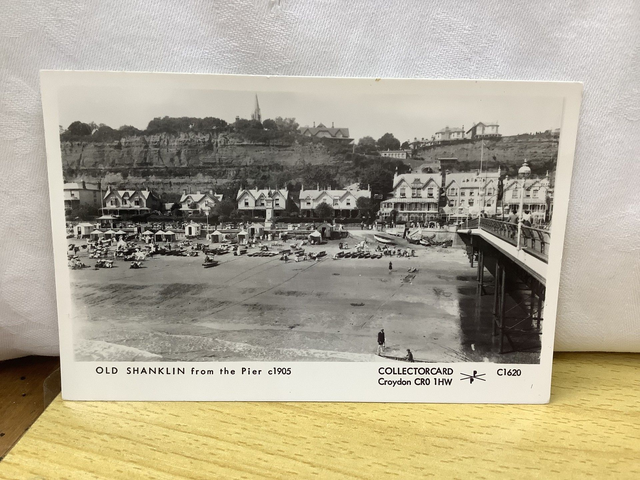 OLD SHANKLIN from the Pier c1905
COLLECTORCARD
Croydon CR0 1HW
C1620